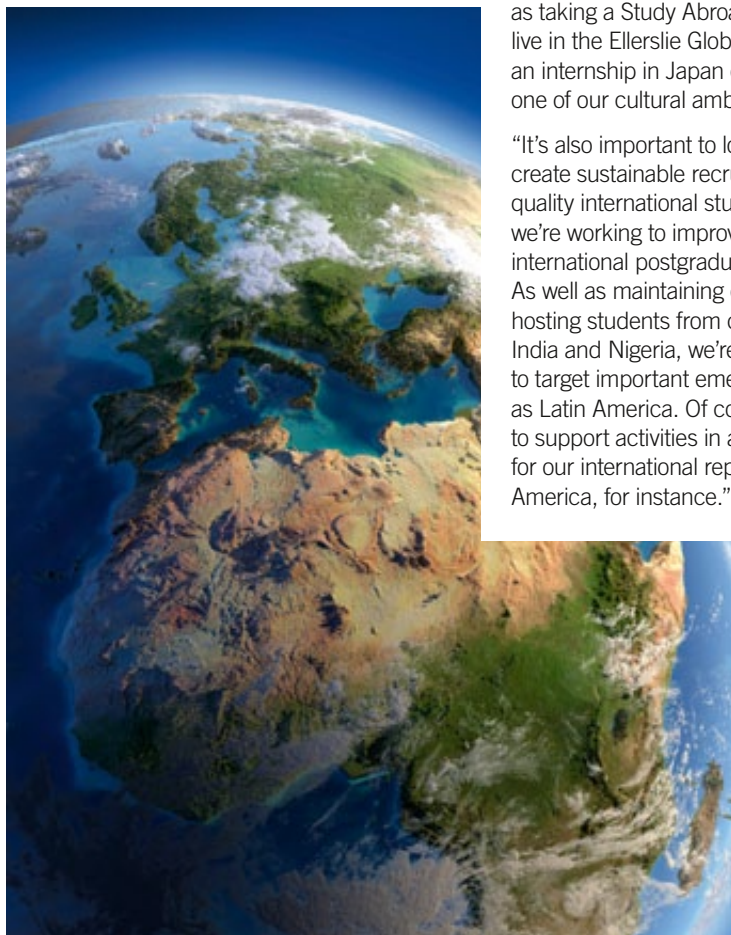 as taking a Study Abroa
live in the Ellerslie Glob
an internship in Japan
one of our cultural amb
“It’s also important to lo
create sustainable recru
quality international stu
we’re working to improv
international postgradu
As well as maintaining
hosting students from
India and Nigeria, we’re
to target important eme
as Latin America. Of co
to support activities in a
for our international rep
America, for instance.”